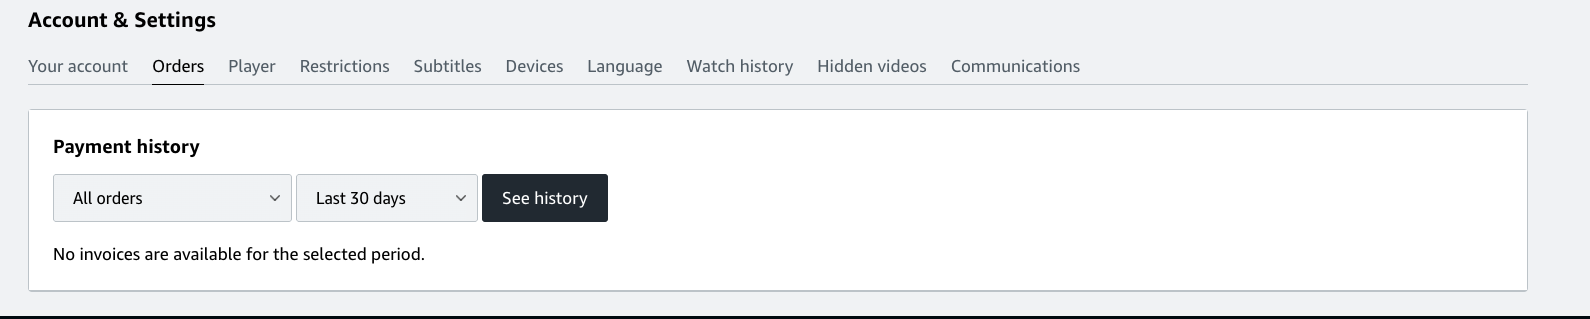 Account & Settings
Your account Orders Player Restrictions Subtitles Devices Language Watch history Hidden videos Communications
Payment history
All orders Last 30 days See history
No invoices are available for the selected period.